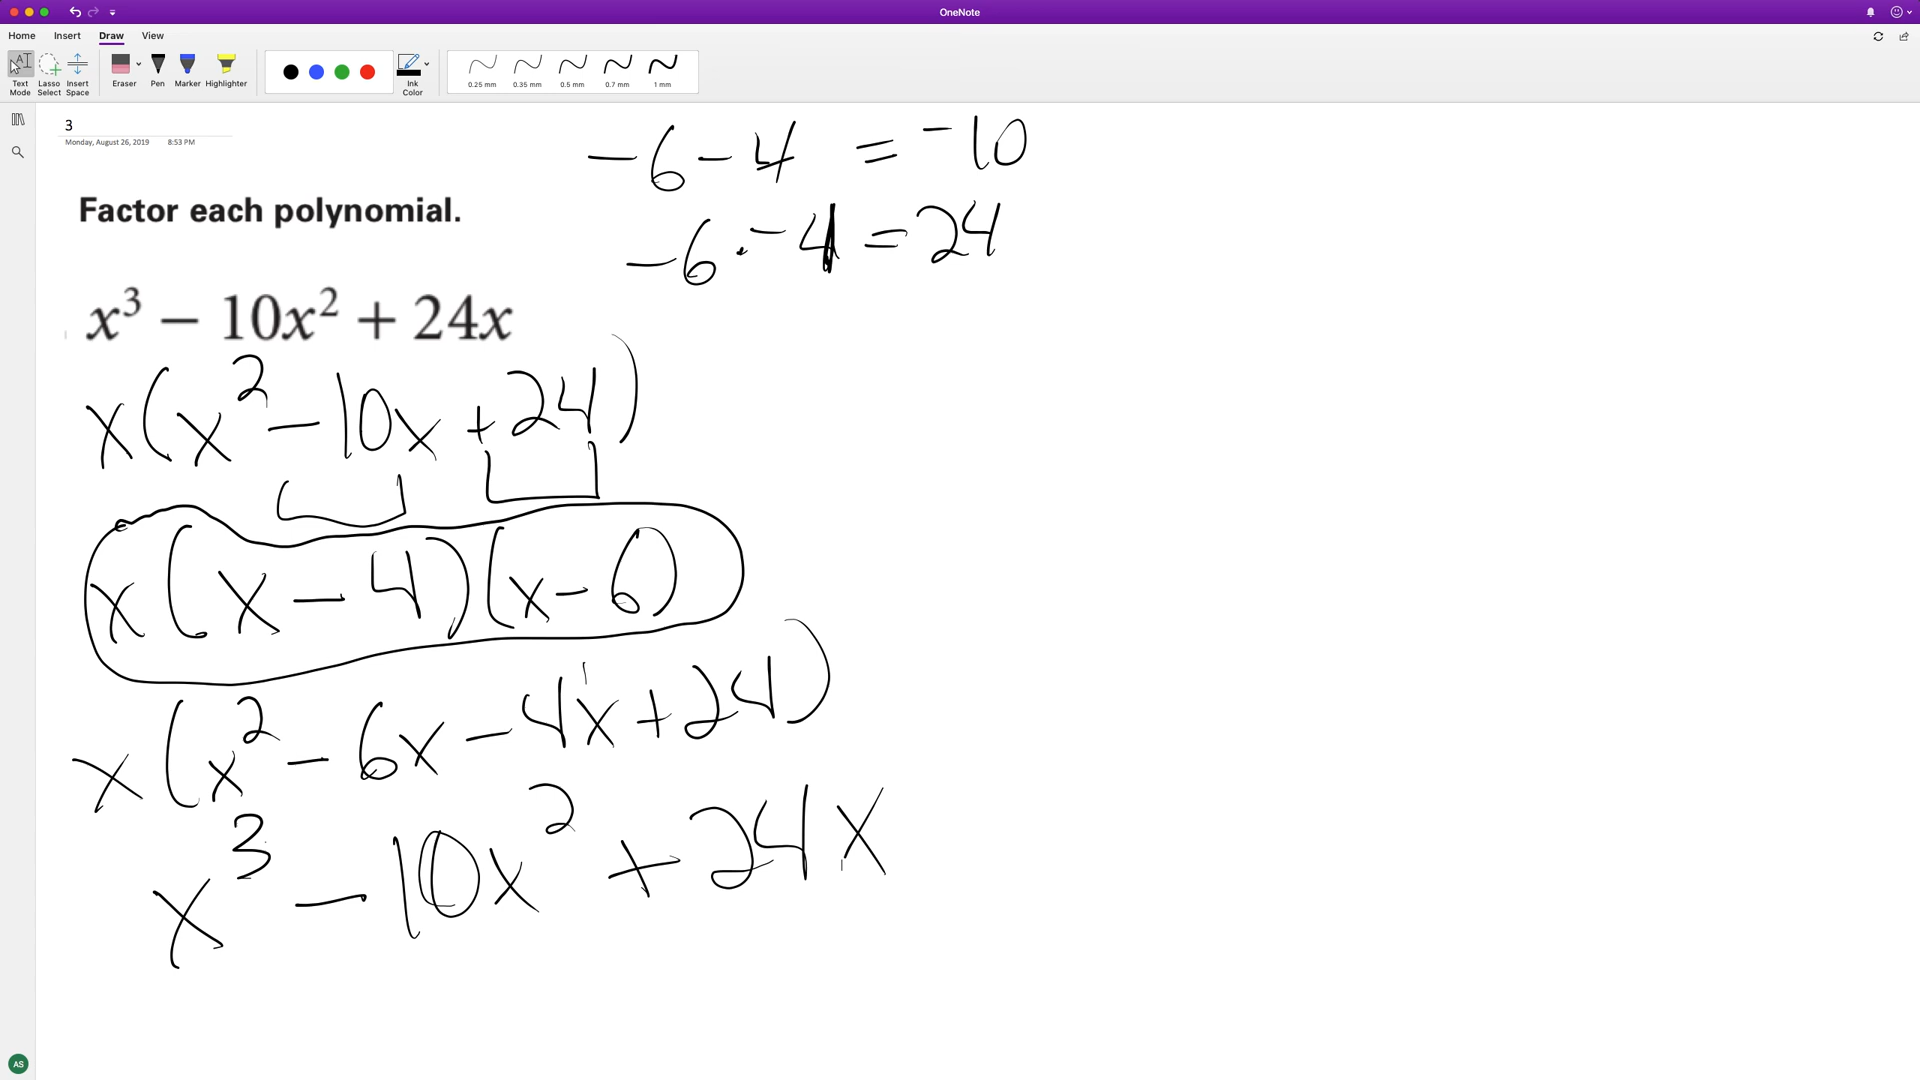 OneNote
Home Insert Draw View
Text Mode
Lasso Select
Insert Space
Eraser
Pen
Marker
Highlighter
Ink Color
0.25 mm
0.35 mm
0.5 mm
0.7 mm
1 mm
3
Monday, August 26, 2019 8:53 PM
−6−4 = −10
−6·−4 = 24
Factor each polynomial.
x³ − 10x² + 24x
x(x² − 10x + 24)
x(x − 4)(x − 6)
x(x² − 6x − 4x + 24)
x³ − 10x² + 24x
AS